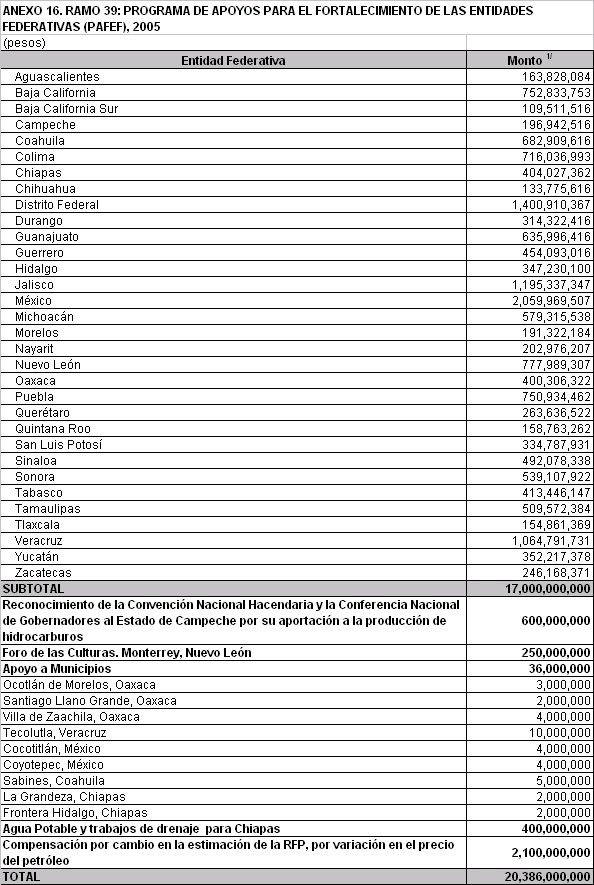 ANEXO 16. RAMO 39: PROGRAMA DE APOYOS PARA EL FORTALECIMIENTO DE LAS ENTIDADES
FEDERATIVAS (PAFEF), 2005
(pesos)
Entidad Federativa Monto 1/
Aguascalientes 163,828,084
Baja California 752,833,753
Baja California Sur 109,511,516
Campeche 196,942,516
Coahuila 682,909,616
Colima 716,036,993
Chiapas 404,027,362
Chihuahua 133,775,616
Distrito Federal 1,400,910,367
Durango 314,322,416
Guanajuato 635,996,416
Guerrero 454,093,016
Hidalgo 347,230,100
Jalisco 1,195,337,347
México 2,059,969,507
Michoacán 579,315,538
Morelos 191,322,184
Nayarit 202,976,207
Nuevo León 777,989,307
Oaxaca 400,306,322
Puebla 750,934,462
Querétaro 263,636,522
Quintana Roo 158,763,262
San Luis Potosí 334,787,931
Sinaloa 492,078,338
Sonora 539,107,922
Tabasco 413,446,147
Tamaulipas 509,572,384
Tlaxcala 154,861,369
Veracruz 1,064,791,731
Yucatán 352,217,378
Zacatecas 246,168,371
SUBTOTAL 17,000,000,000
Reconocimiento de la Convención Nacional Hacendaria y la Conferencia Nacional
de Gobernadores al Estado de Campeche por su aportación a la producción de 600,000,000
hidrocarburos
Foro de las Culturas. Monterrey, Nuevo León 250,000,000
Apoyo a Municipios 36,000,000
Ocotlán de Morelos, Oaxaca 3,000,000
Santiago Llano Grande, Oaxaca 2,000,000
Villa de Zaachila, Oaxaca 4,000,000
Tecolutla, Veracruz 10,000,000
Cocotitlán, México 4,000,000
Coyotepec, México 4,000,000
Sabines, Coahuila 5,000,000
La Grandeza, Chiapas 2,000,000
Frontera Hidalgo, Chiapas 2,000,000
Agua Potable y trabajos de drenaje para Chiapas 400,000,000
Compensación por cambio en la estimación de la RFP, por variación en el precio
del petróleo 2,100,000,000
TOTAL 20,386,000,000